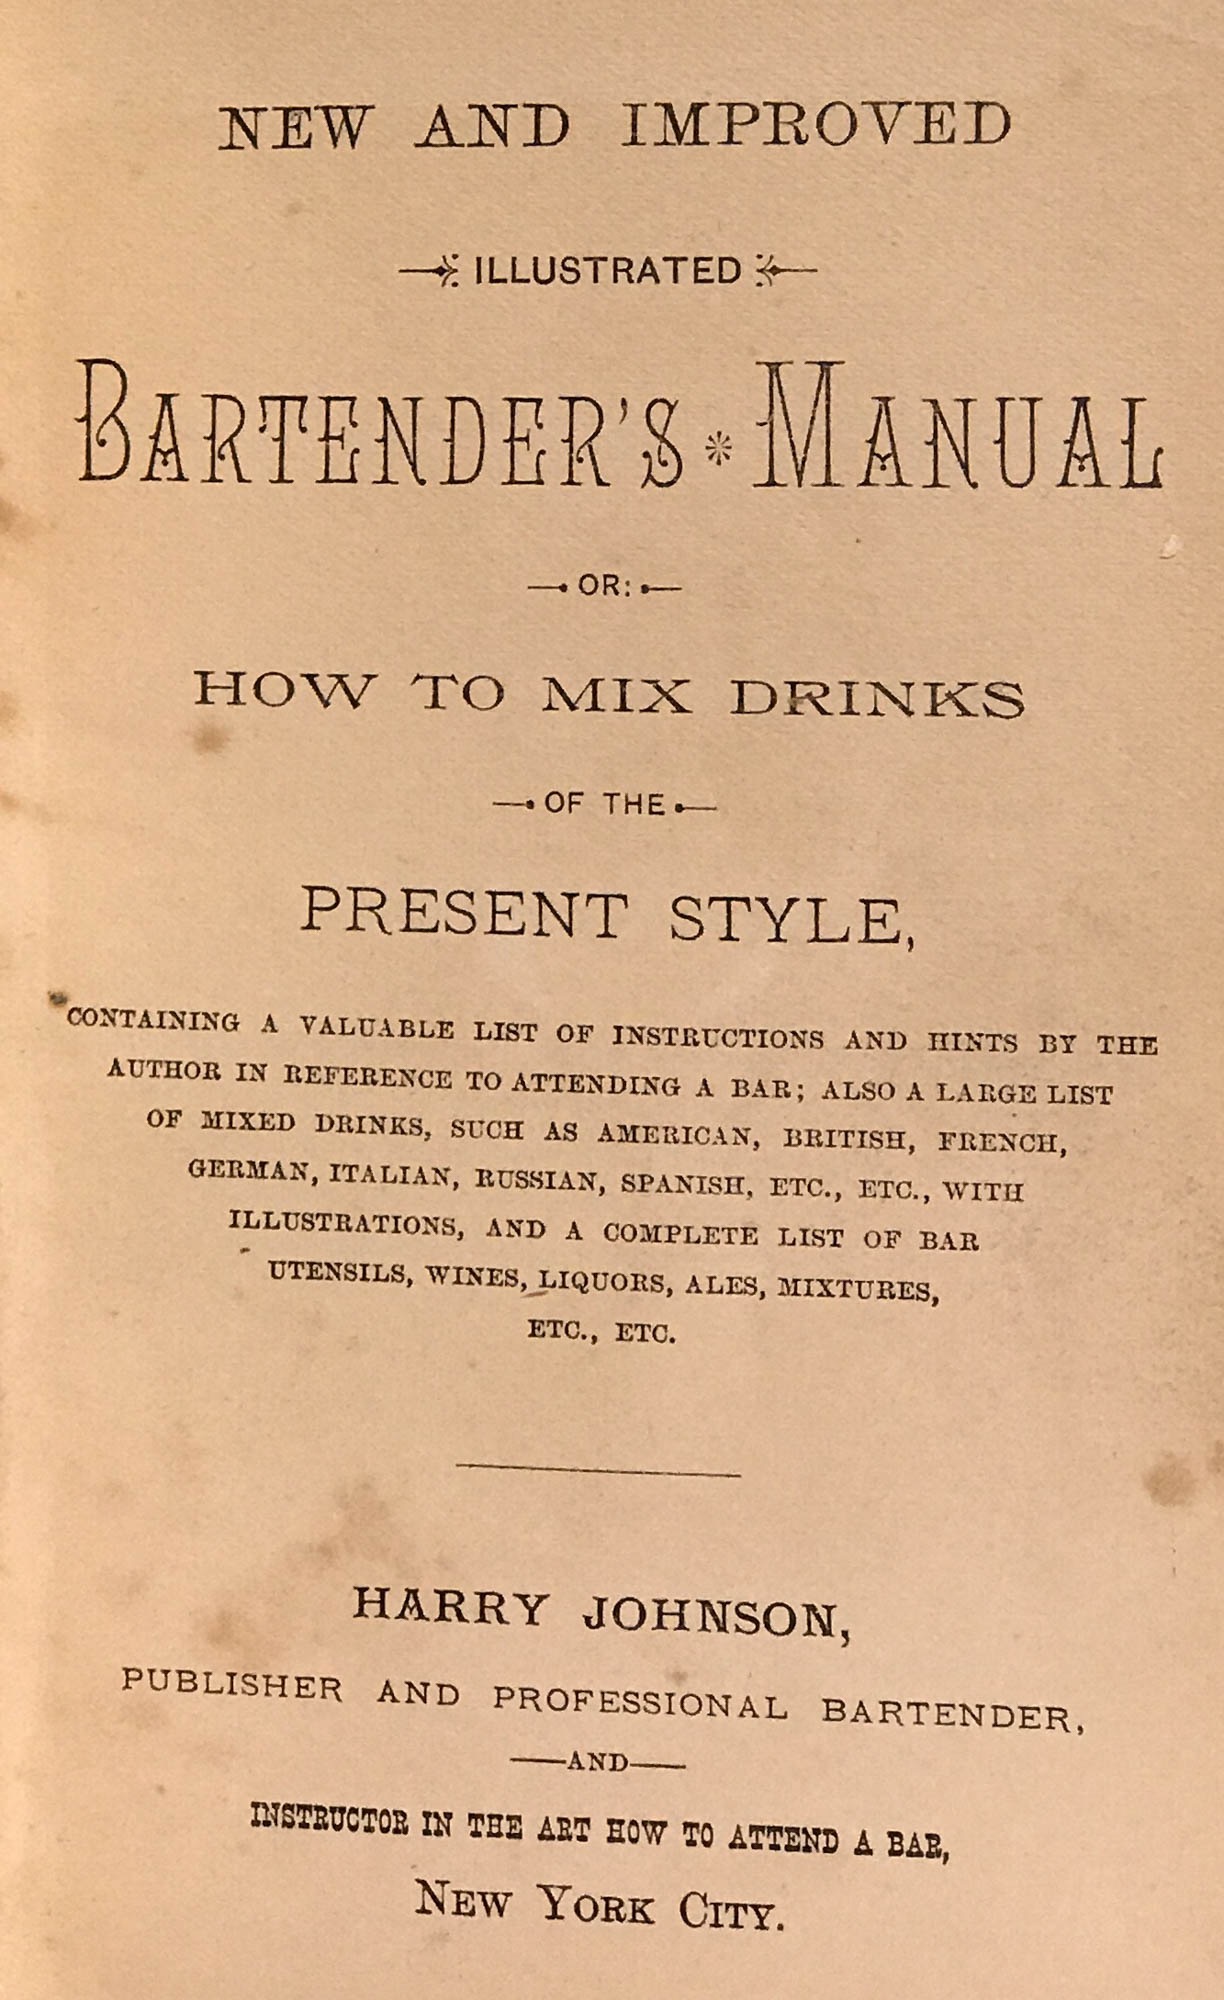 NEW AND IMPROVED
ILLUSTRATED
BARTENDER'S * MANUAL
OR:
HOW TO MIX DRINKS
OF THE
PRESENT STYLE,
CONTAINING A VALUABLE LIST OF INSTRUCTIONS AND HINTS BY THE
AUTHOR IN REFERENCE TO ATTENDING A BAR; ALSO A LARGE LIST
OF MIXED DRINKS, SUCH AS AMERICAN, BRITISH, FRENCH,
GERMAN, ITALIAN, RUSSIAN, SPANISH, ETC., ETC., WITH
ILLUSTRATIONS, AND A COMPLETE LIST OF BAR
UTENSILS, WINES, LIQUORS, ALES, MIXTURES,
ETC., ETC.
HARRY JOHNSON,
PUBLISHER AND PROFESSIONAL BARTENDER,
—AND—
INSTRUCTOR IN THE ART HOW TO ATTEND A BAR,
NEW YORK CITY.